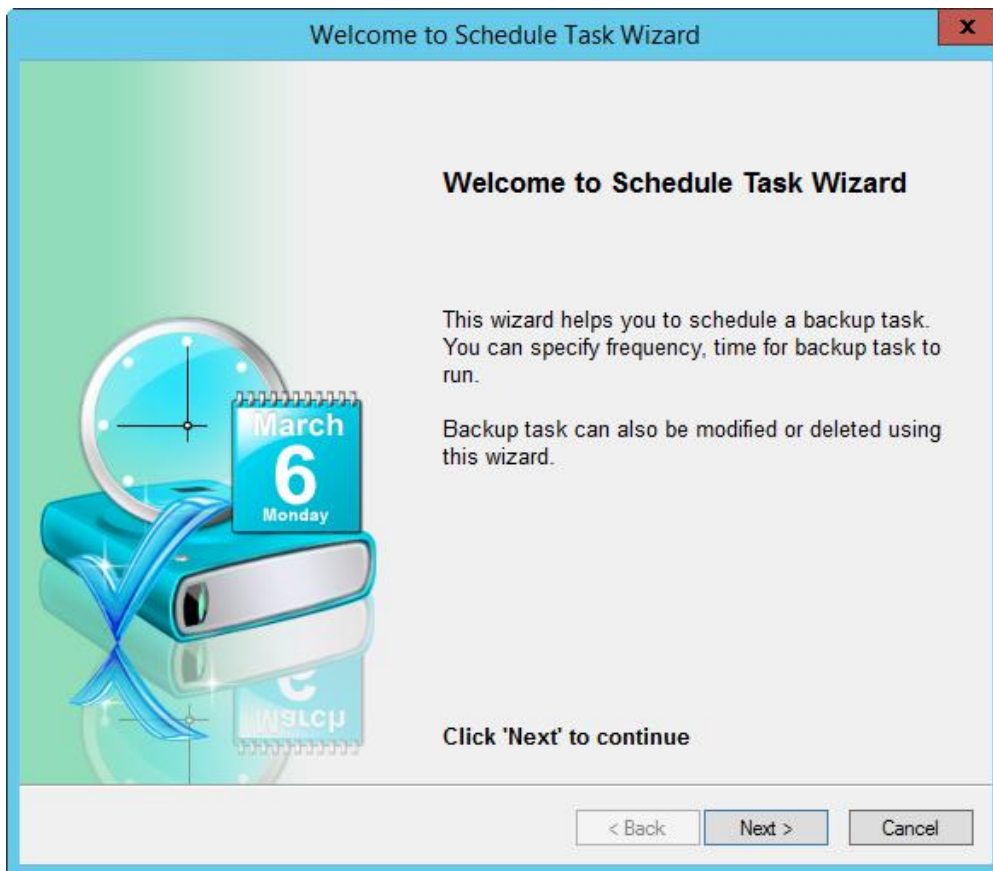 Welcome to Schedule Task Wizard
x
Welcome to Schedule Task Wizard
This wizard helps you to schedule a backup task.
You can specify frequency, time for backup task to
run.
Backup task can also be modified or deleted using
this wizard.
March
6
Monday
March
Click 'Next' to continue
< Back
Next >
Cancel